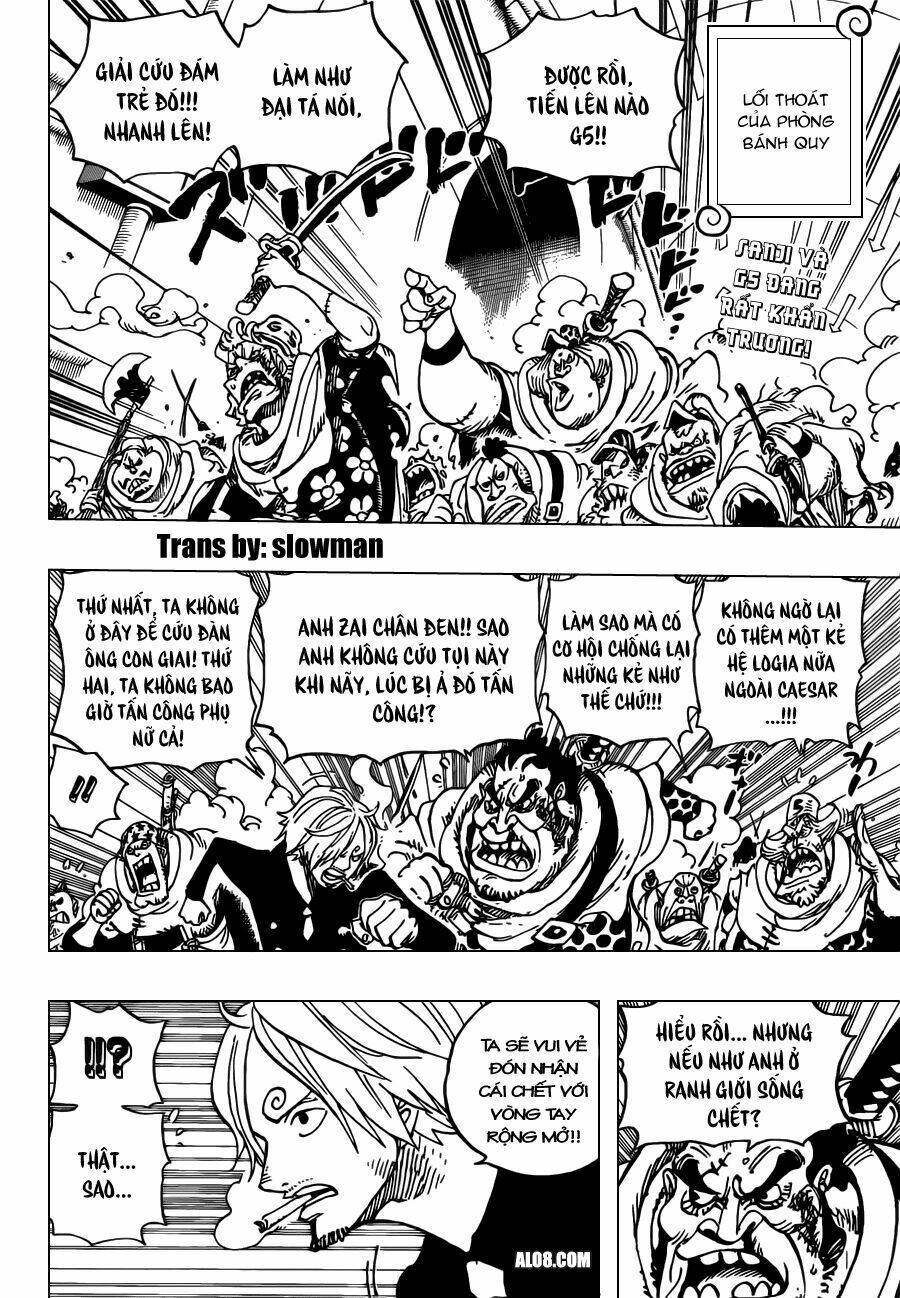 LỐI THOÁT
CỦA PHÒNG
BÁNH QUY
SANJI VÀ
G5 ĐANG
RẤT KHẨN
TRƯƠNG!
ĐƯỢC RỒI,
TIẾN LÊN NÀO
G5!!
LÀM NHƯ
ĐẠI TÁ NÓI,
GIẢI CỨU ĐÁM
TRẺ ĐÓ!!!
NHANH LÊN!
Trans by: slowman
KHÔNG NGỜ LẠI
CÓ THÊM MỘT KẺ
HỆ LOGIA NỮA
NGOÀI CAESAR
...!!!
LÀM SAO MÀ CÓ
CƠ HỘI CHỐNG LẠI
NHỮNG KẺ NHƯ
THẾ CHỨ!!!
ANH ZAI CHÂN ĐEN!! SAO
ANH KHÔNG CỨU TỤI NÀY
KHI NÃY, LÚC BỊ Ả ĐÓ TẤN
CÔNG!?
THỨ NHẤT, TA KHÔNG
Ở ĐÂY ĐỂ CỨU ĐÀN
ÔNG CON GIAI! THỨ
HAI, TA KHÔNG BAO
GIỜ TẤN CÔNG PHỤ
NỮ CẢ!
!!
HIỂU RỒI... NHƯNG
NẾU NHƯ ANH Ở
RANH GIỚI SỐNG
CHẾT?
TA SẼ VUI VẺ
ĐÓN NHẬN
CÁI CHẾT VỚI
VÒNG TAY
RỘNG MỞ!!
!!?
THẬT...
SAO...
ALO8.COM